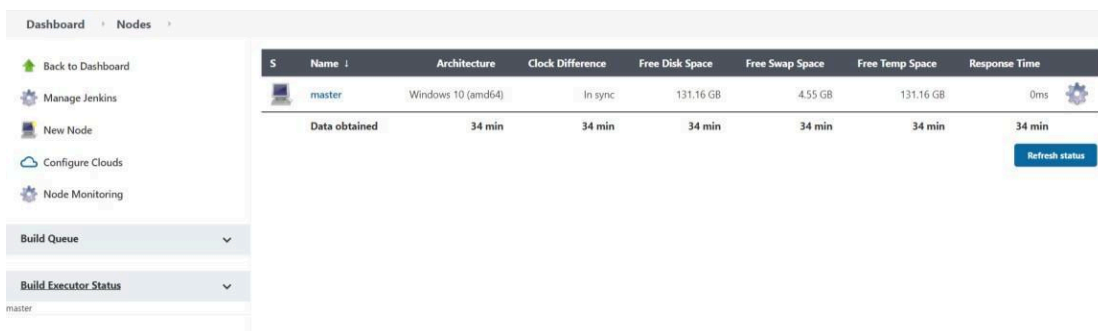 Dashboard Nodes
Back to Dashboard
Manage Jenkins
New Node
Configure Clouds
Node Monitoring
Build Queue
Build Executor Status
master
S Name ↓ Architecture Clock Difference Free Disk Space Free Swap Space Free Temp Space Response Time
master Windows 10 (amd64) In sync 131.16 GB 4.55 GB 131.16 GB 0ms
Data obtained 34 min 34 min 34 min 34 min 34 min 34 min
Refresh status